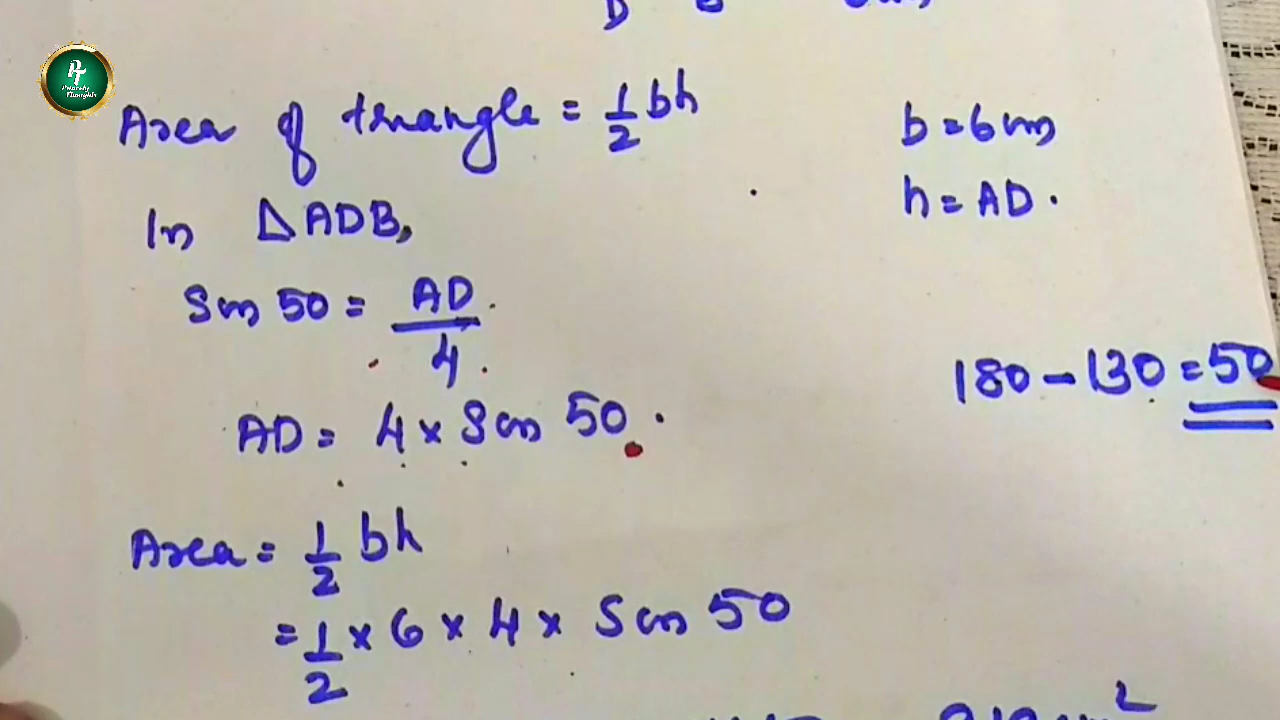 Area of triangle = 1/2 bh
b = 6cm
h = AD.
In ΔADB,
Sin 50 = AD/4
180 - 130 = 50
AD = 4 × Sin 50.
Area = 1/2 bh
= 1/2 × 6 × 4 × Sin 50